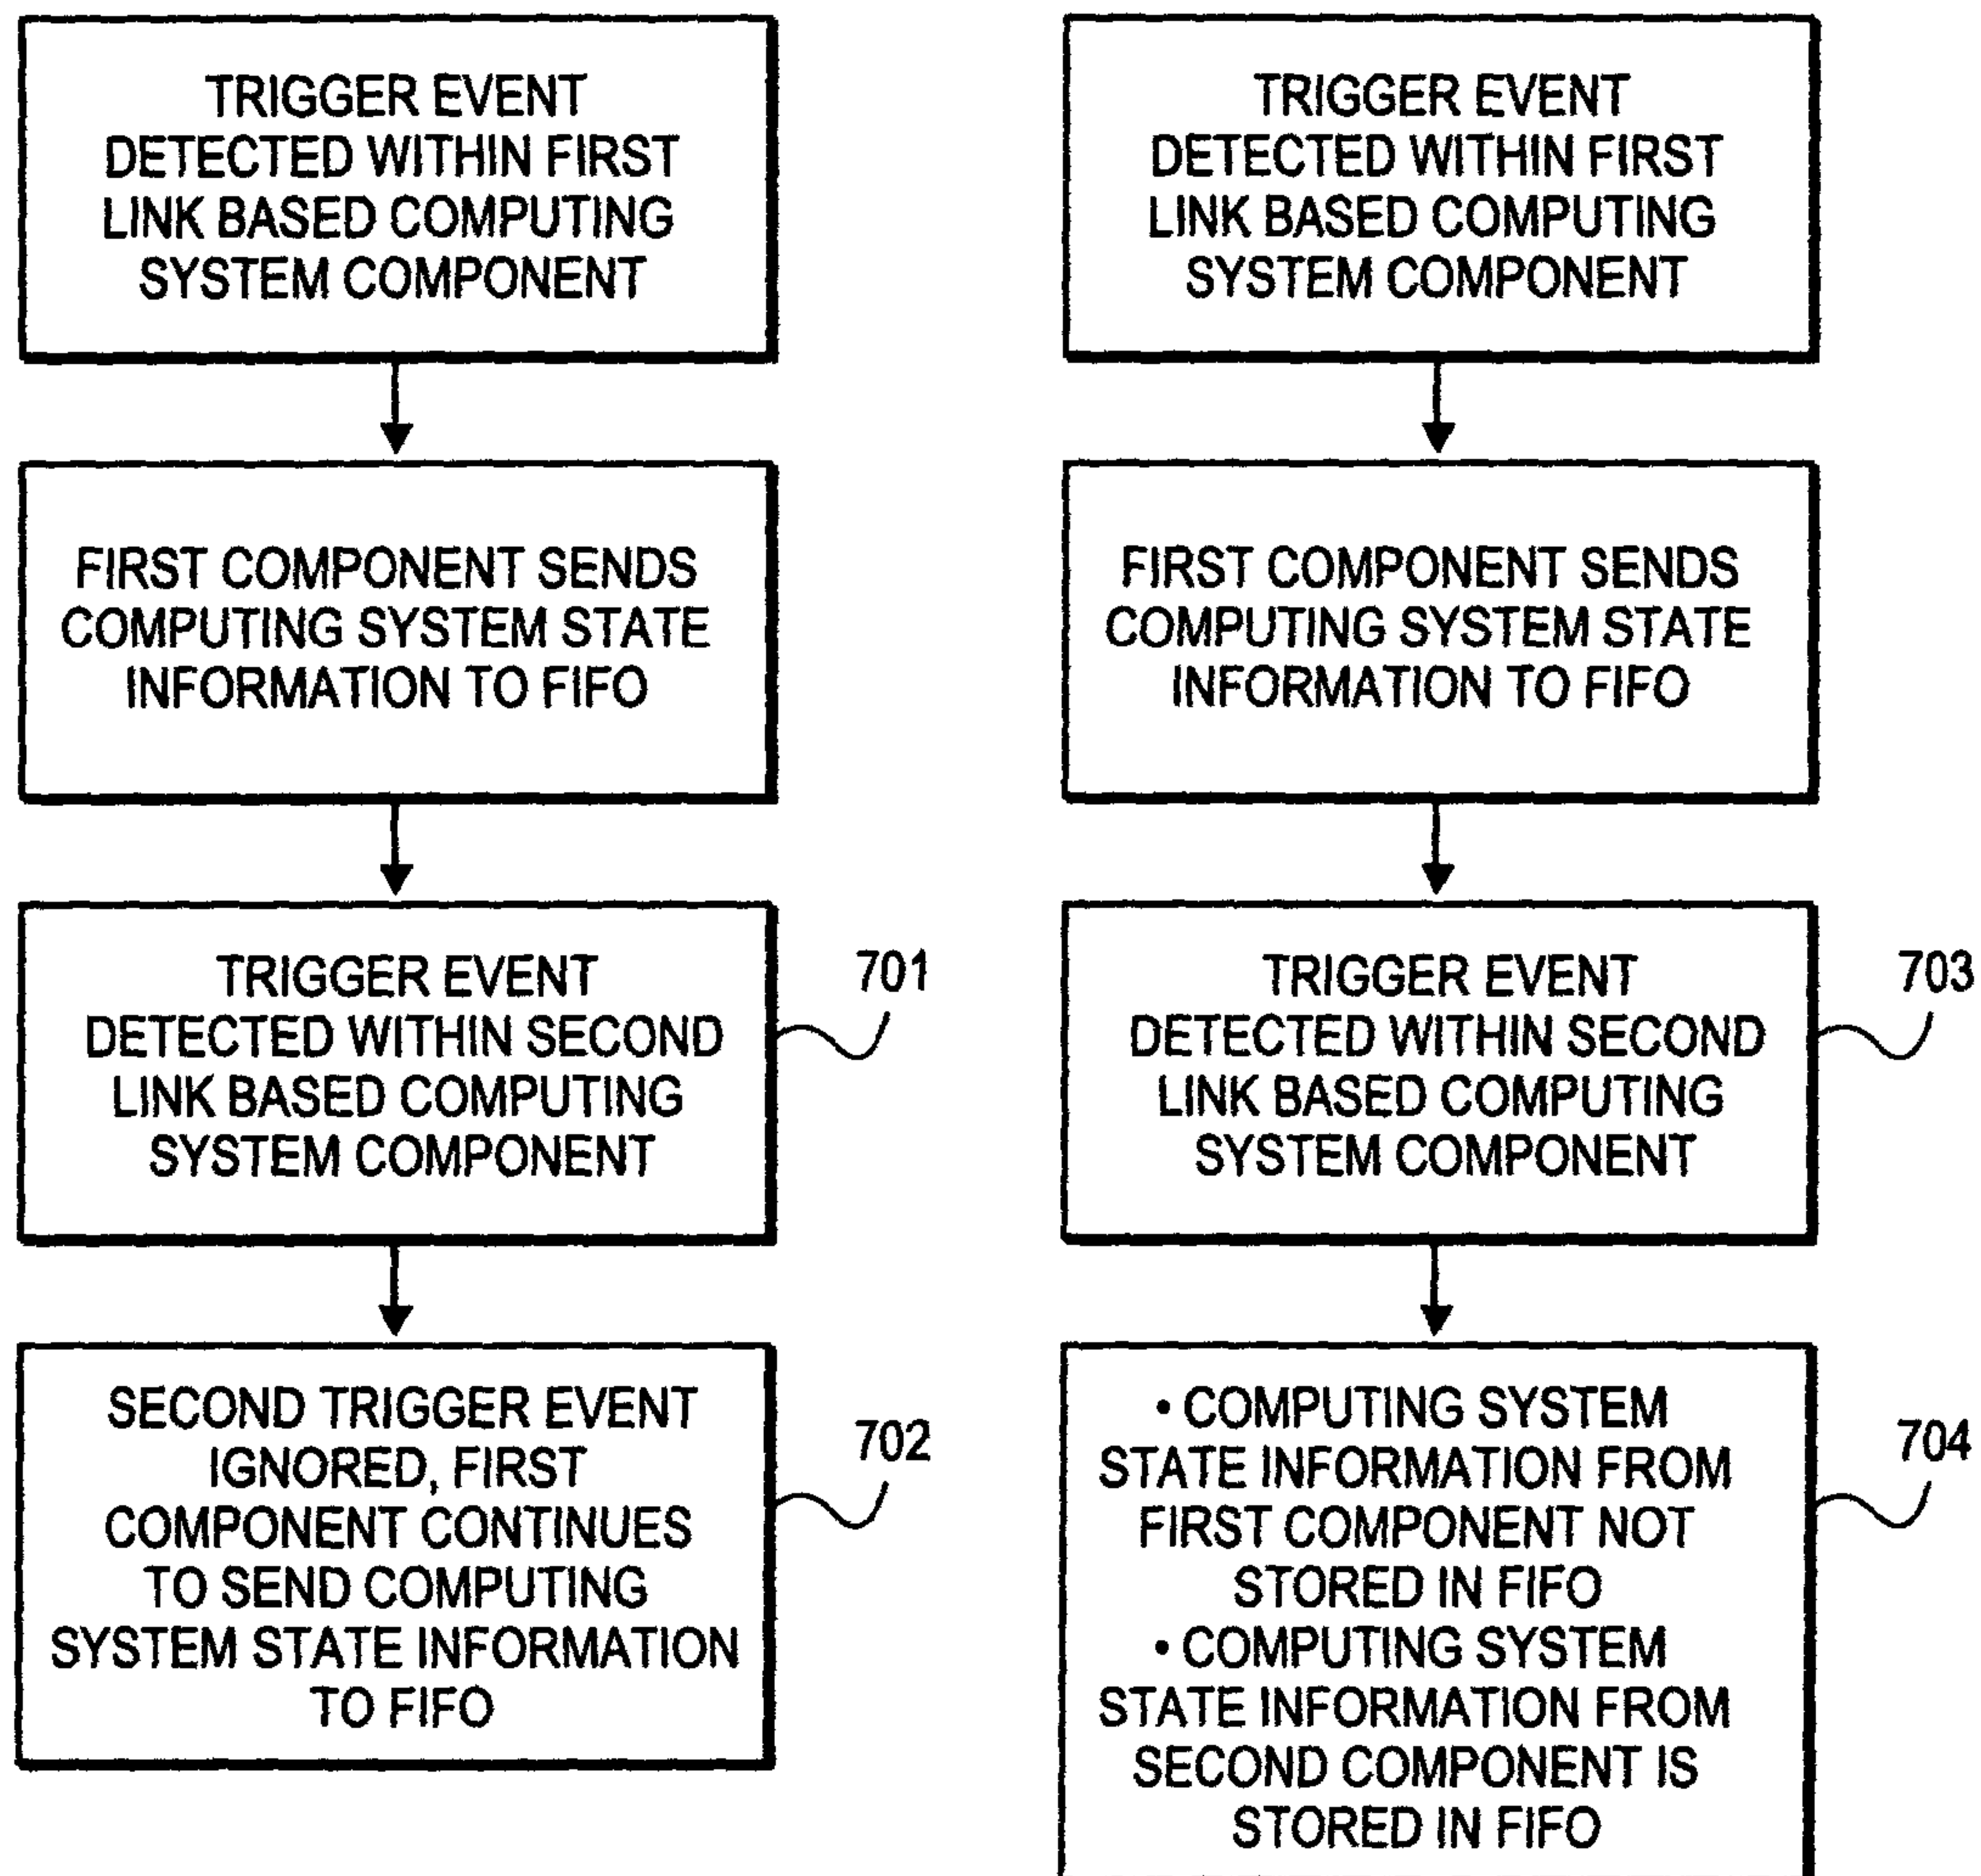 TRIGGER EVENT
DETECTED WITHIN FIRST
LINK BASED COMPUTING
SYSTEM COMPONENT
FIRST COMPONENT SENDS
COMPUTING SYSTEM STATE
INFORMATION TO FIFO
TRIGGER EVENT
DETECTED WITHIN SECOND
LINK BASED COMPUTING
SYSTEM COMPONENT
701
SECOND TRIGGER EVENT
IGNORED, FIRST
COMPONENT CONTINUES
TO SEND COMPUTING
SYSTEM STATE INFORMATION
TO FIFO
702
TRIGGER EVENT
DETECTED WITHIN FIRST
LINK BASED COMPUTING
SYSTEM COMPONENT
FIRST COMPONENT SENDS
COMPUTING SYSTEM STATE
INFORMATION TO FIFO
TRIGGER EVENT
DETECTED WITHIN SECOND
LINK BASED COMPUTING
SYSTEM COMPONENT
703
• COMPUTING SYSTEM
STATE INFORMATION FROM
FIRST COMPONENT NOT
STORED IN FIFO
• COMPUTING SYSTEM
STATE INFORMATION FROM
SECOND COMPONENT IS
STORED IN FIFO
704